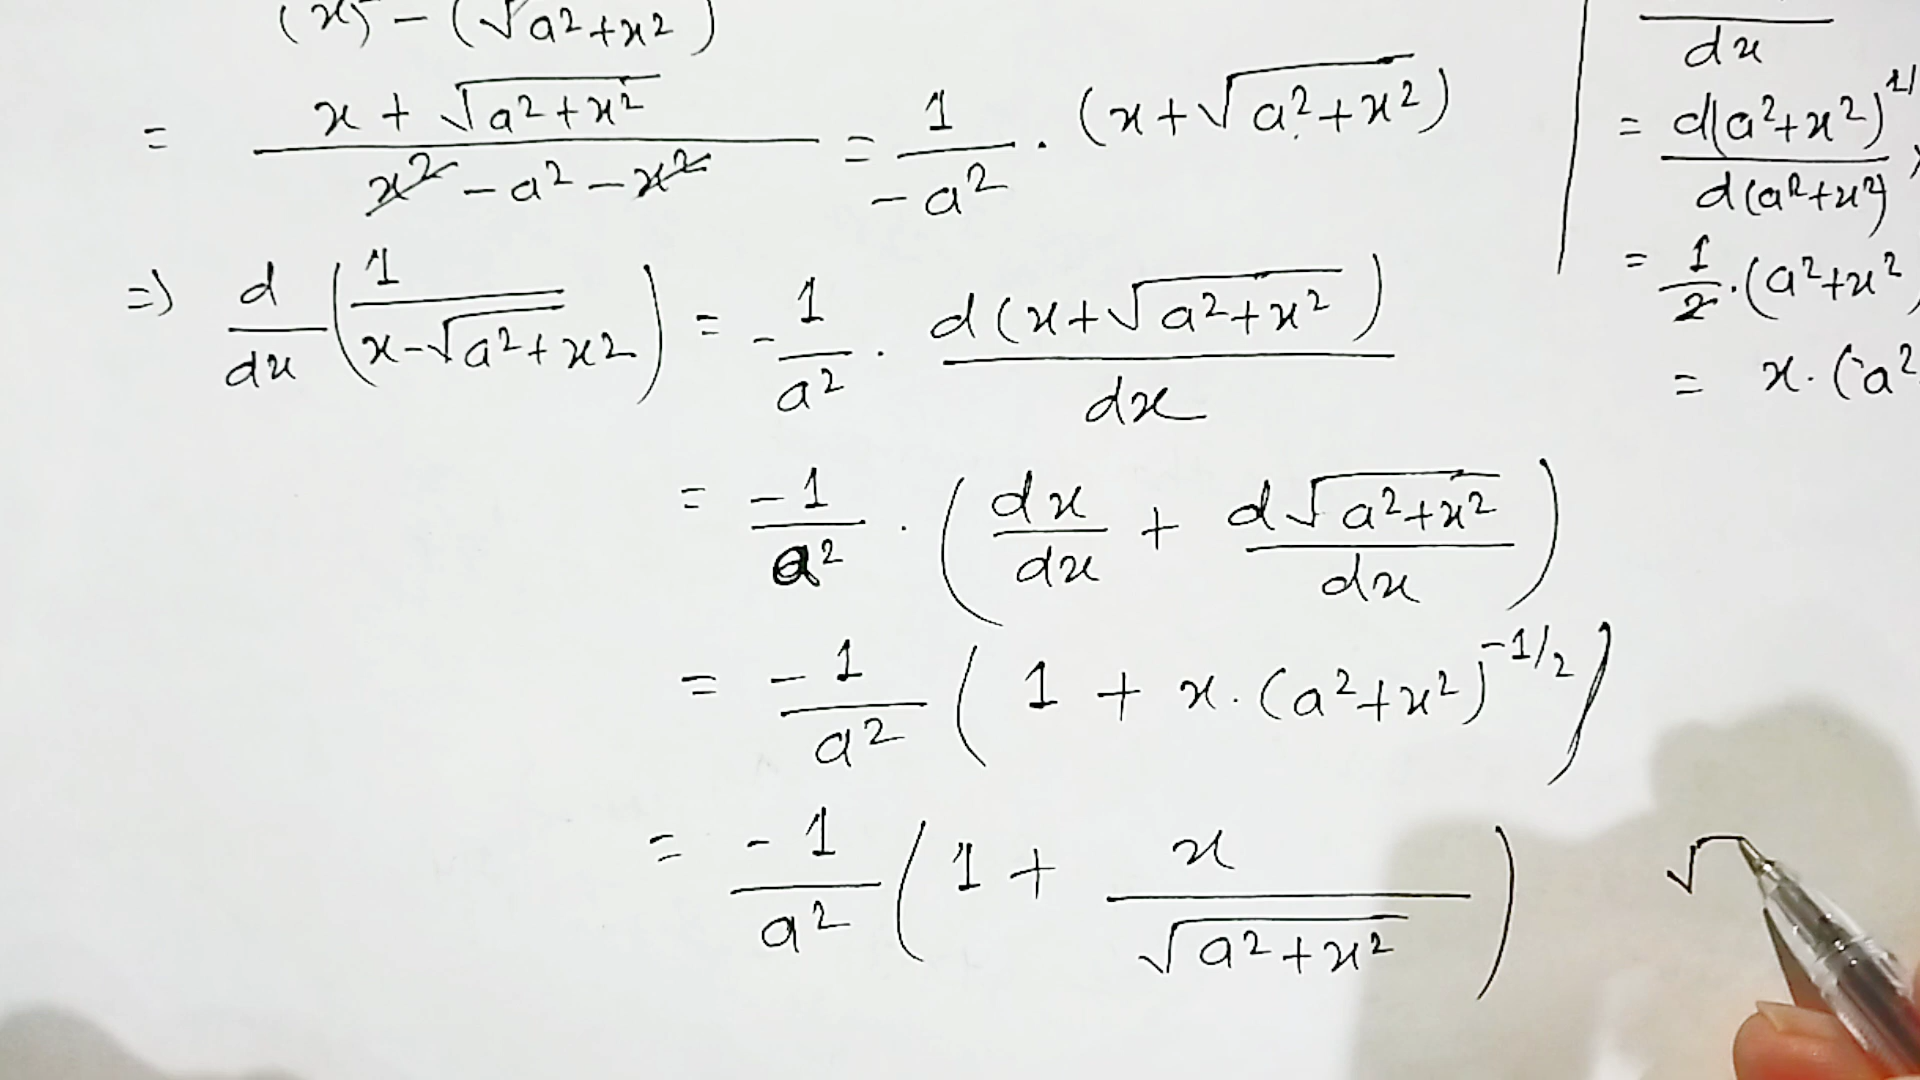 (x)² - (√a²+x²)
= x + √a²+x² / x² - a² - x² = 1 / -a² . (x+√a²+x²)
=> d/dx (1 / x-√a²+x²) = -1/a² . d(x+√a²+x²) / dx
= -1/a² . (dx/dx + d√a²+x² / dx)
= -1/a² (1 + x.(a²+x²)^-1/2)
= -1/a² (1 + x / √a²+x²) √
dx
= d(a²+x²)^1/ / d(a²+x²)
= 1/2 .(a²+x²
= x.(a²